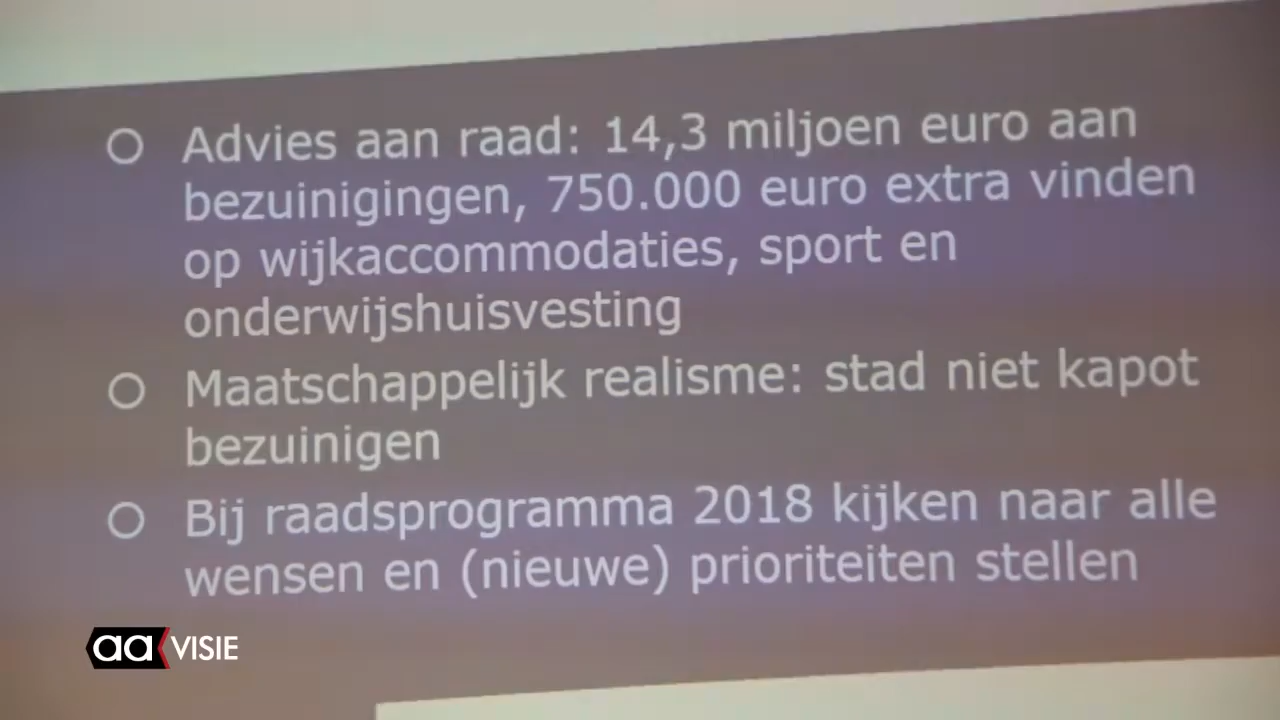 Advies aan raad: 14,3 miljoen euro aan
bezuinigingen, 750.000 euro extra vinden
op wijkaccommodaties, sport en
onderwijshuisvesting
Maatschappelijk realisme: stad niet kapot
bezuinigen
Bij raadsprogramma 2018 kijken naar alle
wensen en (nieuwe) prioriteiten stellen
aa VISIE